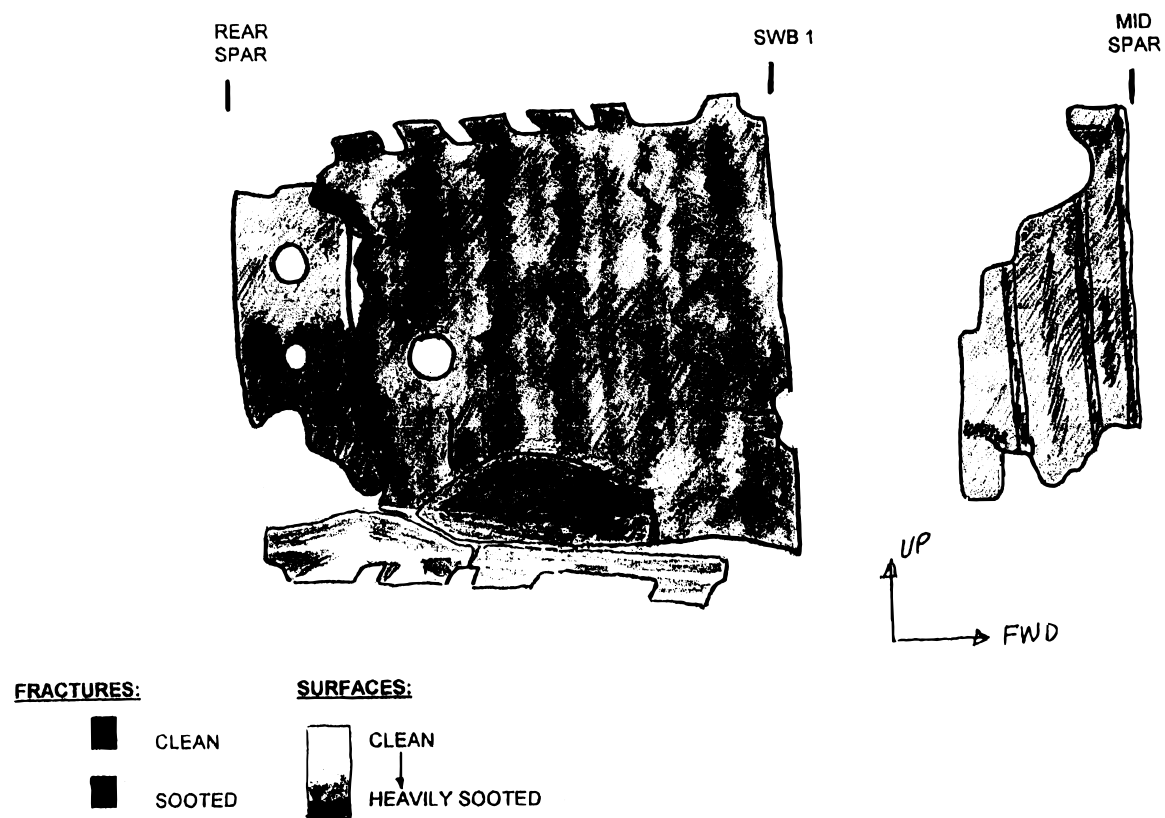 REAR
SPAR
SWB 1
MID
SPAR
UP
FWD
FRACTURES:
CLEAN
SOOTED
SURFACES:
CLEAN
HEAVILY SOOTED